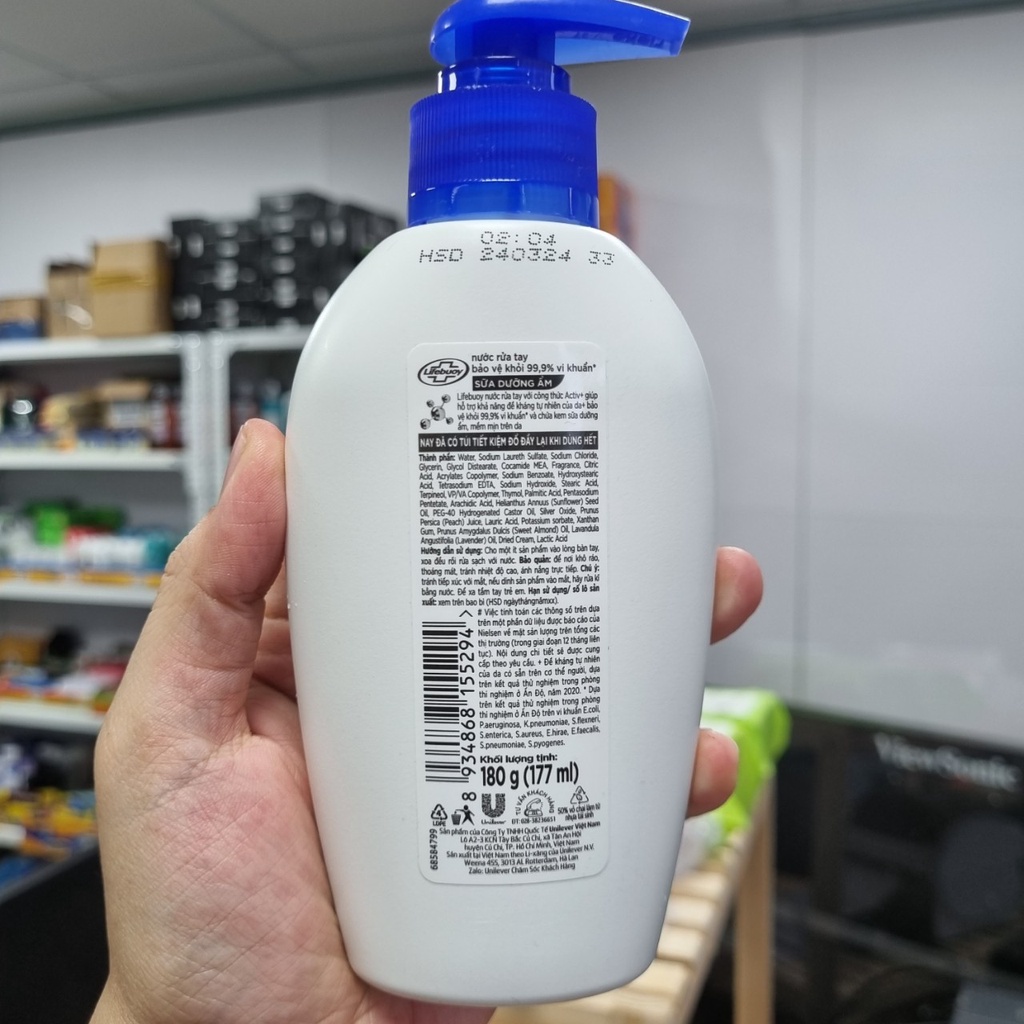 02:04
HSD 240324 33
Lifebuoy
nước rửa tay
bảo vệ khỏi 99,9% vi khuẩn*
SỮA DƯỠNG ẨM
Lifebuoy nước rửa tay với công thức Activ+ giúp
hỗ trợ khả năng đề kháng tự nhiên của da+ bảo
vệ khỏi 99,9% vi khuẩn* và chứa kem sữa dưỡng
ẩm, mềm mịn trên da
NAY ĐÃ CÓ TÚI TIẾT KIỆM ĐỔ ĐẦY LẠI KHI DÙNG HẾT
Thành phần: Water, Sodium Laureth Sulfate, Sodium Chloride,
Glycerin, Glycol Distearate, Cocamide MEA, Fragrance, Citric
Acid, Acrylates Copolymer, Sodium Benzoate, Hydroxystearic
Acid, Tetrasodium EDTA, Sodium Hydroxide, Stearic Acid,
Terpineol, VP/VA Copolymer, Thymol, Palmitic Acid, Pentasodium
Pentetate, Arachidic Acid, Helianthus Annuus (Sunflower) Seed
Oil, PEG-40 Hydrogenated Castor Oil, Silver Oxide, Prunus
Persica (Peach) Juice, Lauric Acid, Potassium sorbate, Xanthan
Gum, Prunus Amygdalus Dulcis (Sweet Almond) Oil, Lavandula
Angustifolia (Lavender) Oil, Dried Cream, Lactic Acid
Hướng dẫn sử dụng: Cho một ít sản phẩm vào lòng bàn tay,
xoa đều rồi rửa sạch với nước. Bảo quản: để nơi khô ráo,
thoáng mát, tránh nhiệt độ cao, ánh nắng trực tiếp. Chú ý:
tránh tiếp xúc với mắt, nếu dính sản phẩm vào mắt, hãy rửa kĩ
bằng nước. Để xa tầm tay trẻ em. Hạn sử dụng/ số lô sản
xuất: xem trên bao bì (HSD ngàythángnămxx).
# Việc tính toán các thông số trên dựa
trên một phần dữ liệu được báo cáo của
Nielsen về mặt sản lượng trên tổng các
thị trường (trong giai đoạn 12 tháng liên
tục). Nội dung chi tiết sẽ được cung
cấp theo yêu cầu. + Đề kháng tự nhiên
của da có sẵn trên cơ thể người, dựa
trên kết quả thử nghiệm trong phòng
thí nghiệm ở Ấn Độ, năm 2020. * Dựa
trên kết quả thử nghiệm trong phòng
thí nghiệm ở Ấn Độ trên vi khuẩn E.coli,
P.aeruginosa, K.pneumoniae, S.flexneri,
S.enterica, S.aureus, E.hirae, E.faecalis,
S.pneumoniae, S.pyogenes.
8 934868 155294 >
Khối lượng tịnh:
180 g (177 ml)
LDPE
Unilever
TƯ VẤN KHÁCH HÀNG
ĐT: 028-38236651
50% vỏ chai làm từ
nhựa tái sinh
68584799
Sản phẩm của Công Ty TNHH Quốc Tế Unilever Việt Nam
Lô A2-3 KCN Tây Bắc Củ Chi, xã Tân An Hội
huyện Củ Chi, TP. Hồ Chí Minh, Việt Nam
Sản xuất tại Việt Nam theo Li-xăng của Unilever N.V.
Weena 455, 3013 AL Rotterdam, Hà Lan
Zalo: Unilever Chăm Sóc Khách Hàng
ViewSonic